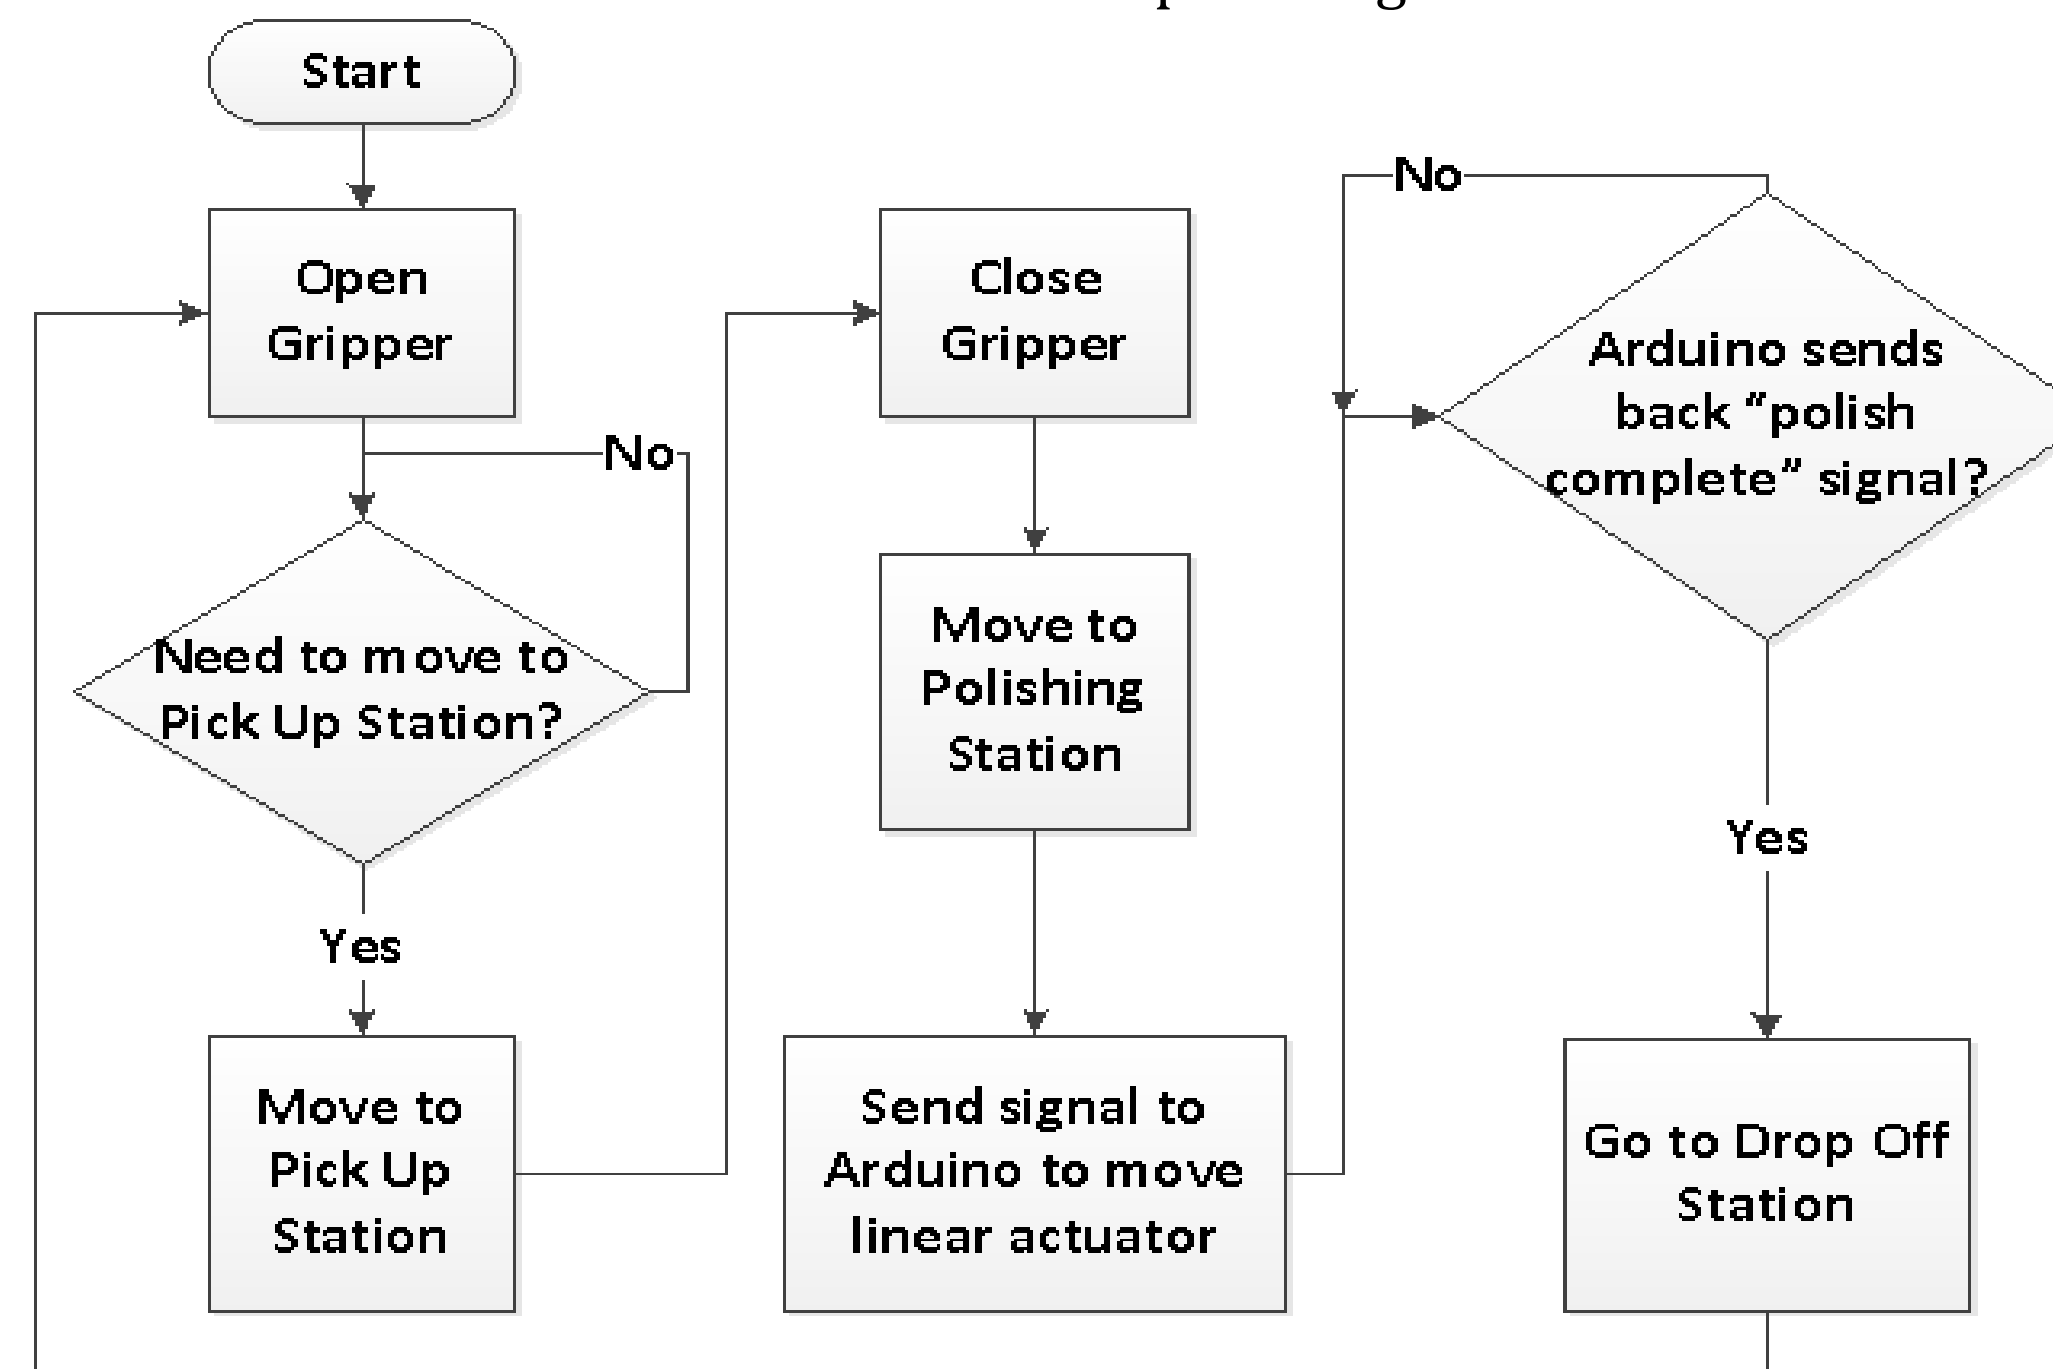 Start
Open
Gripper
No
Need to move to
Pick Up Station?
Yes
Move to
Pick Up
Station
Close
Gripper
Move to
Polishing
Station
Send signal to
Arduino to move
linear actuator
No
Arduino sends
back “polish
complete” signal?
Yes
Go to Drop Off
Station